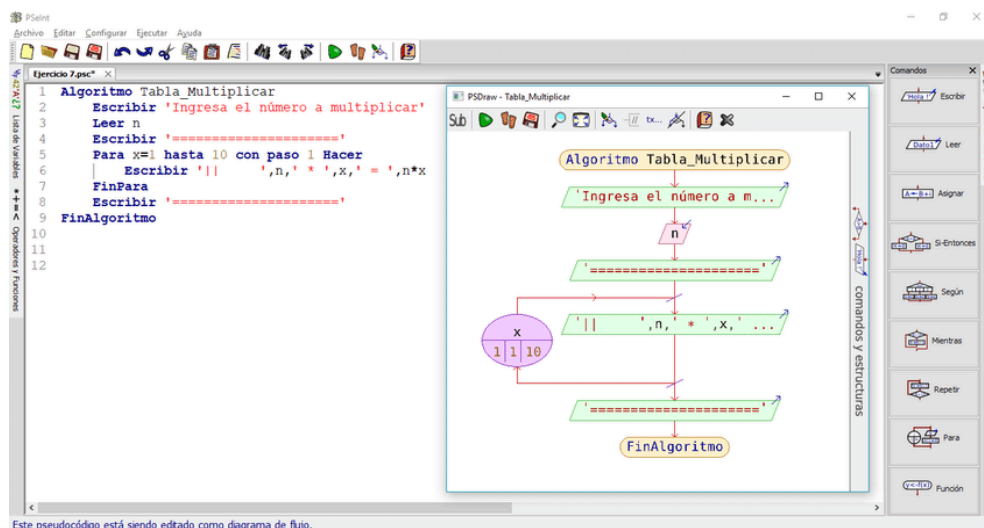 PSeInt
Archivo Editar Configurar Ejecutar Ayuda
Ejercicio 7.psc*
1 Algoritmo Tabla_Multiplicar
2 Escribir 'Ingresa el número a multiplicar'
3 Leer n
4 Escribir '====================='
5 Para x=1 hasta 10 con paso 1 Hacer
6 Escribir '||      ',n,' * ',x,' = ',n*x
7 FinPara
8 Escribir '====================='
9 FinAlgoritmo
10
11
12
Lista de Variables
Operadores y Funciones
PSDraw - Tabla_Multiplicar
Sub
tx...
Algoritmo Tabla_Multiplicar
'Ingresa el número a m...
n
'====================='
x
1 1 10
'||      ',n,' * ',x,' ...
'====================='
FinAlgoritmo
comandos y estructuras
Comandos
Escribir
Leer
Asignar
Si-Entonces
Según
Mientras
Repetir
Para
Función
Este pseudocódigo está siendo editado como diagrama de flujo.